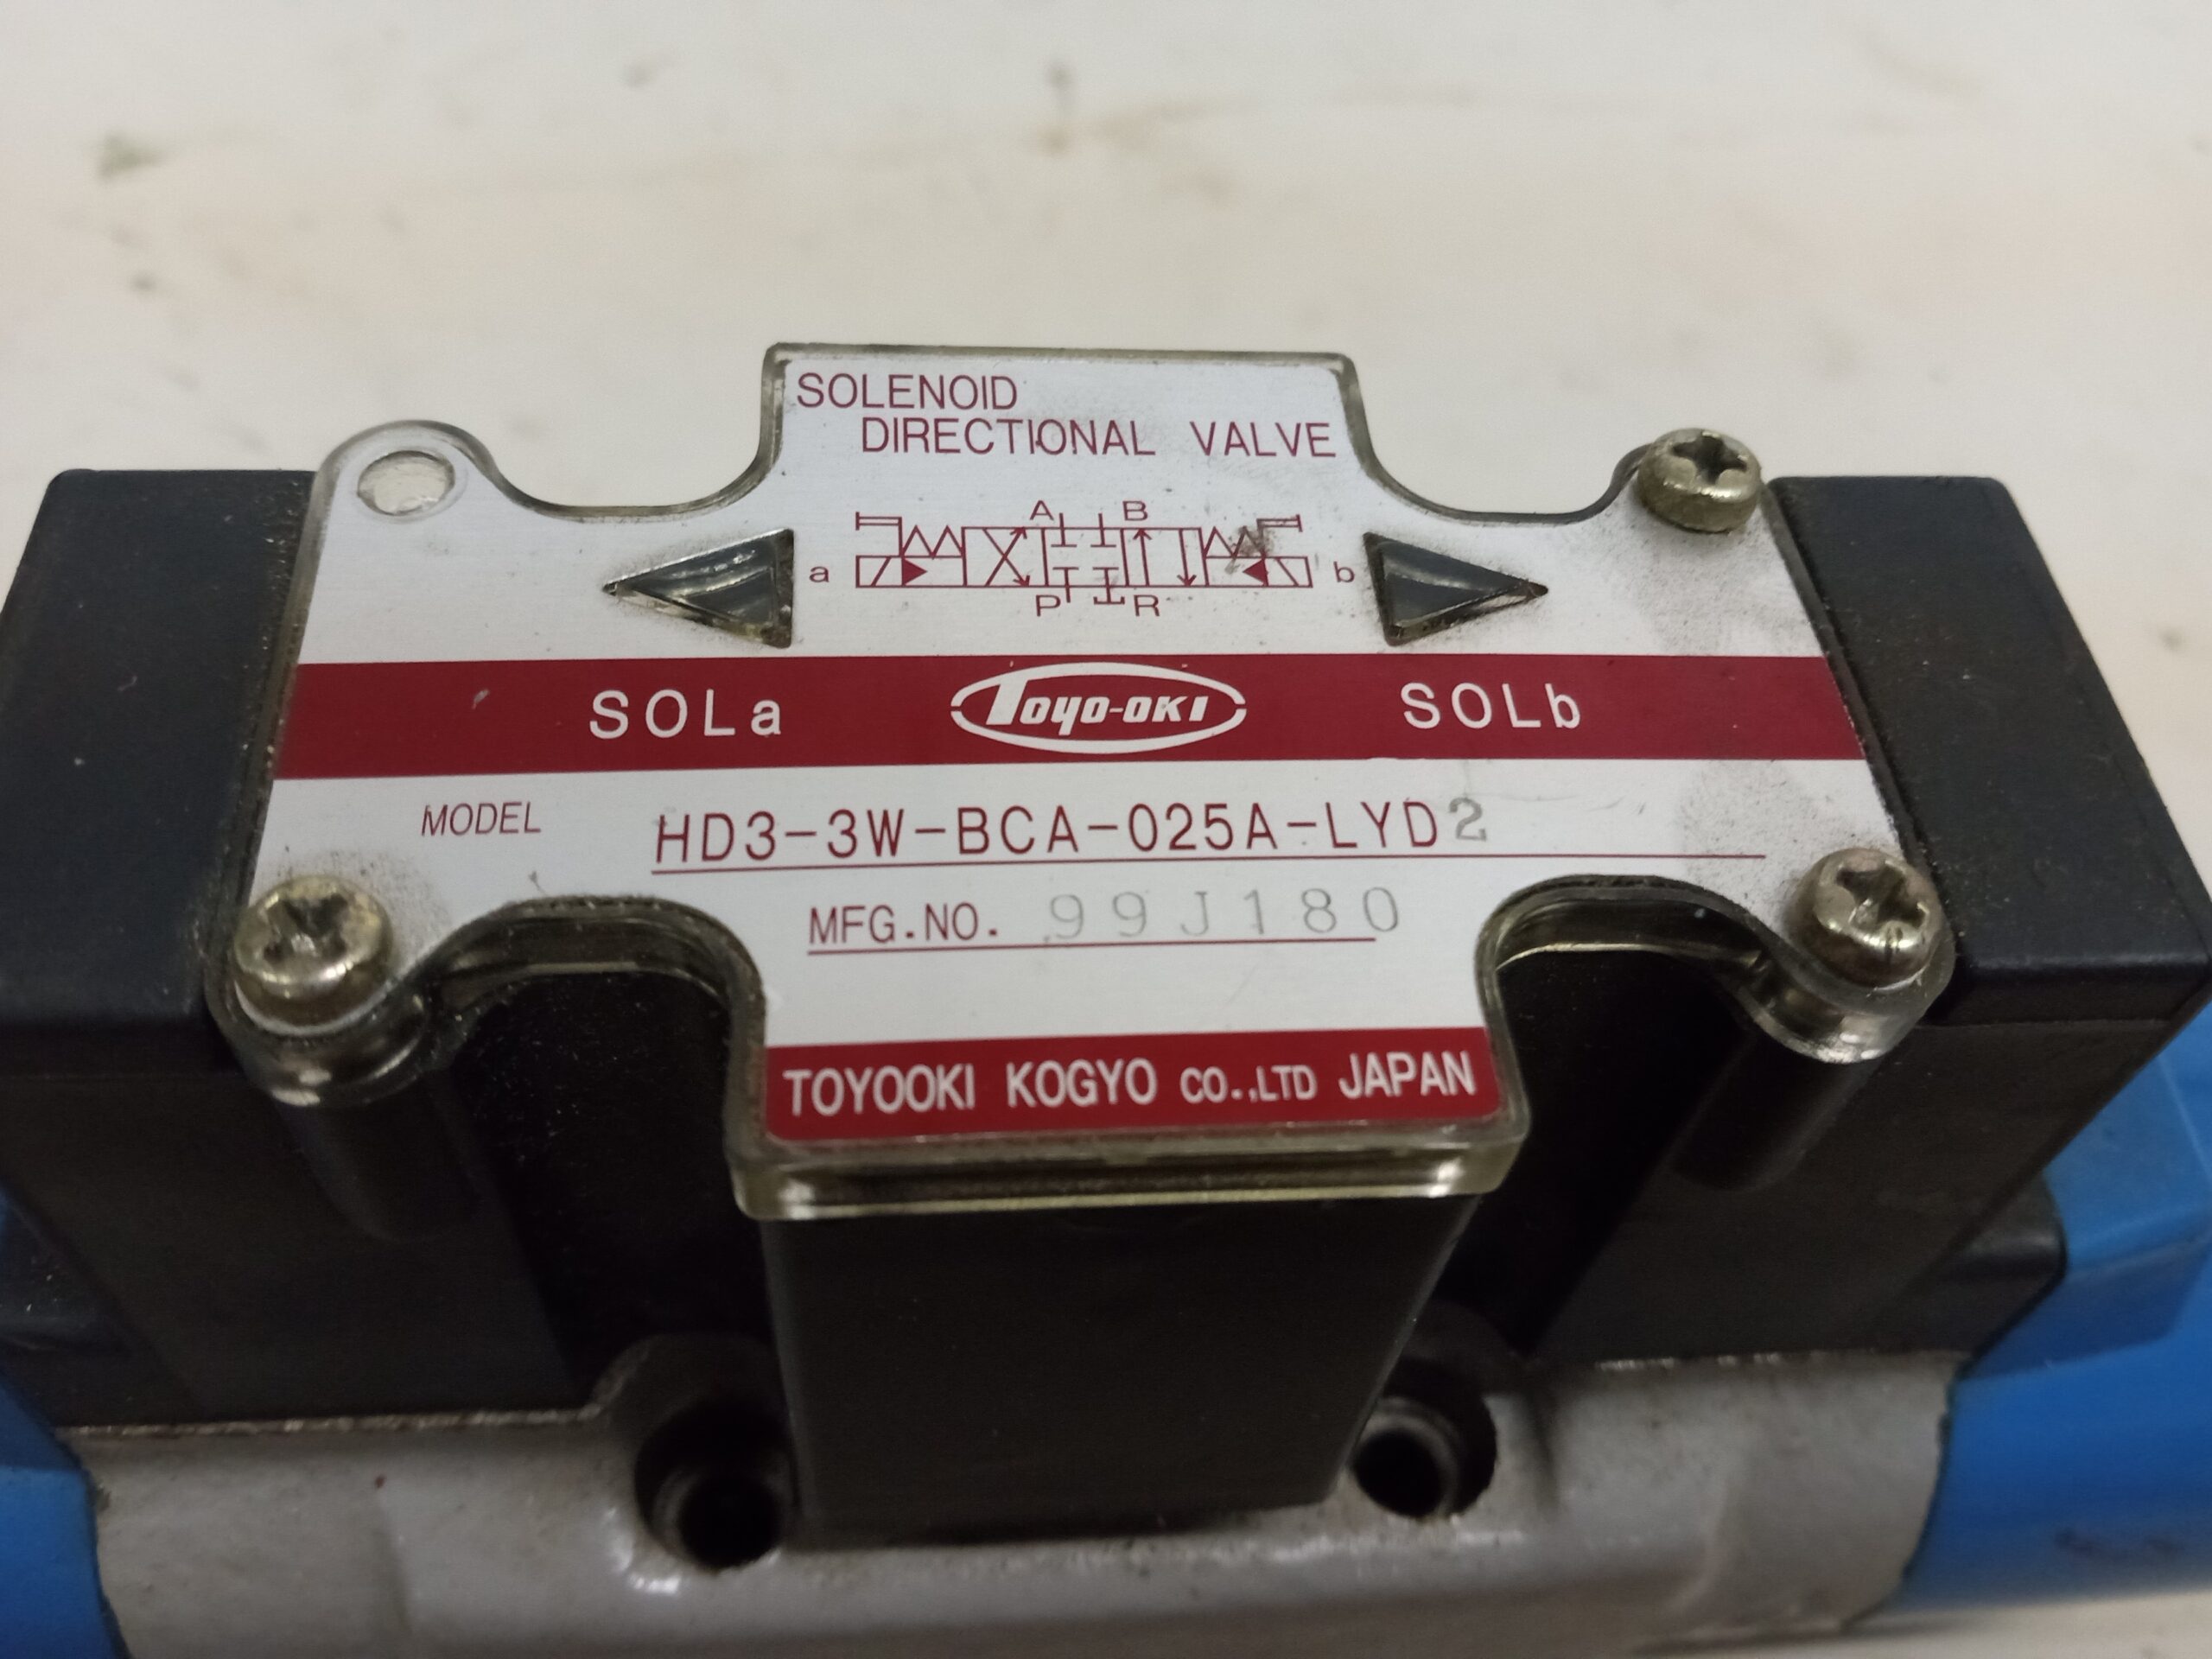 SOLENOID
DIRECTIONAL VALVE
A B
a b
P R
SOLa TOYO-OKI SOLb
MODEL HD3-3W-BCA-025A-LYD2
MFG.NO. 99J180
TOYOOKI KOGYO CO.,LTD JAPAN